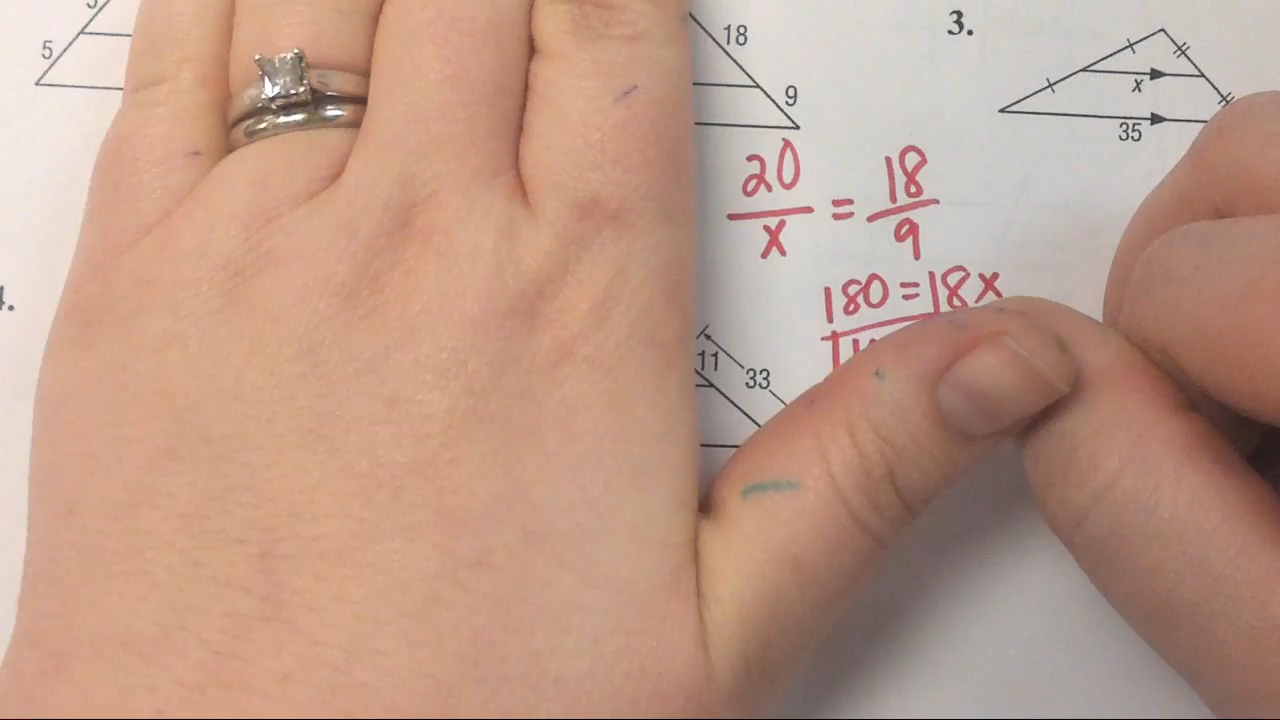 5
18
9
3.
x
35
20/x = 18/9
180 = 18x
11
33